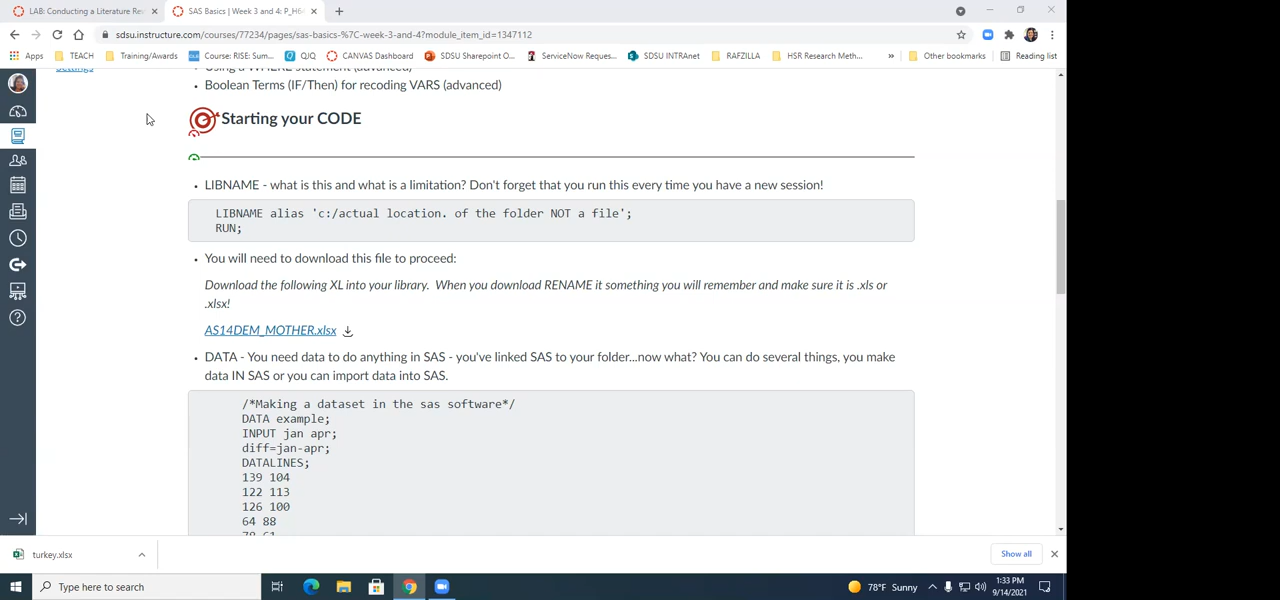 LAB: Conducting a Literature Re
SAS Basics | Week 3 and 4: P_H6
sdsu.instructure.com/courses/77234/pages/sas-basics-%7C-week-3-and-4?module_item_id=1347112
Apps TEACH Training/Awards Course: RISE: Sum... QJQ CANVAS Dashboard SDSU Sharepoint O... ServiceNow Reques... SDSU INTRAnet RAFZILLA HSR Research Meth... » Other bookmarks Reading list
Settings
Using a WHERE statement (advanced)
Boolean Terms (IF/Then) for recoding VARS (advanced)
Starting your CODE
LIBNAME - what is this and what is a limitation? Don't forget that you run this every time you have a new session!
LIBNAME alias 'c:/actual location. of the folder NOT a file';
RUN;
You will need to download this file to proceed:
Download the following XL into your library. When you download RENAME it something you will remember and make sure it is .xls or
.xlsx!
AS14DEM_MOTHER.xlsx
DATA - You need data to do anything in SAS - you've linked SAS to your folder...now what? You can do several things, you make
data IN SAS or you can import data into SAS.
/*Making a dataset in the sas software*/
DATA example;
INPUT jan apr;
diff=jan-apr;
DATALINES;
139 104
122 113
126 100
64 88
78 61
turkey.xlsx
Show all
Type here to search
78°F Sunny
1:33 PM
9/14/2021